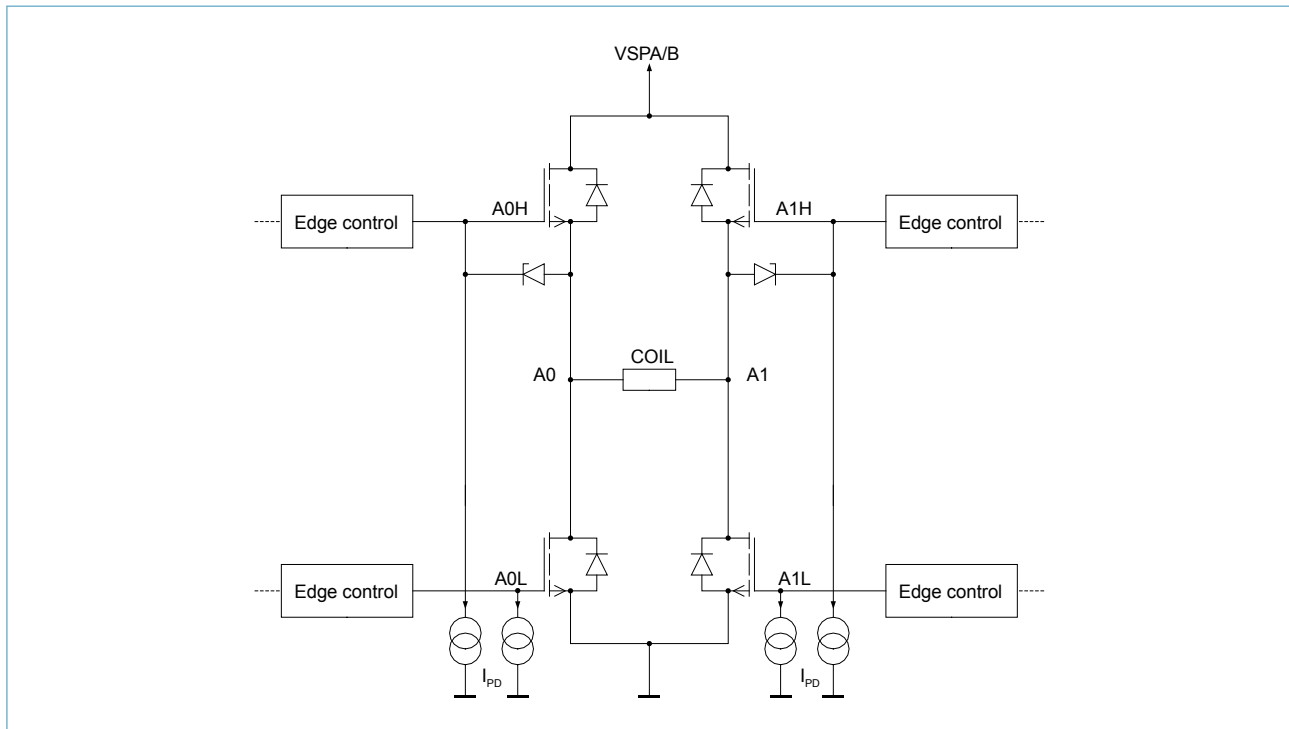 VSPA/B
Edge control
A0H
A1H
Edge control
COIL
A0
A1
Edge control
A0L
A1L
Edge control
IPD
IPD